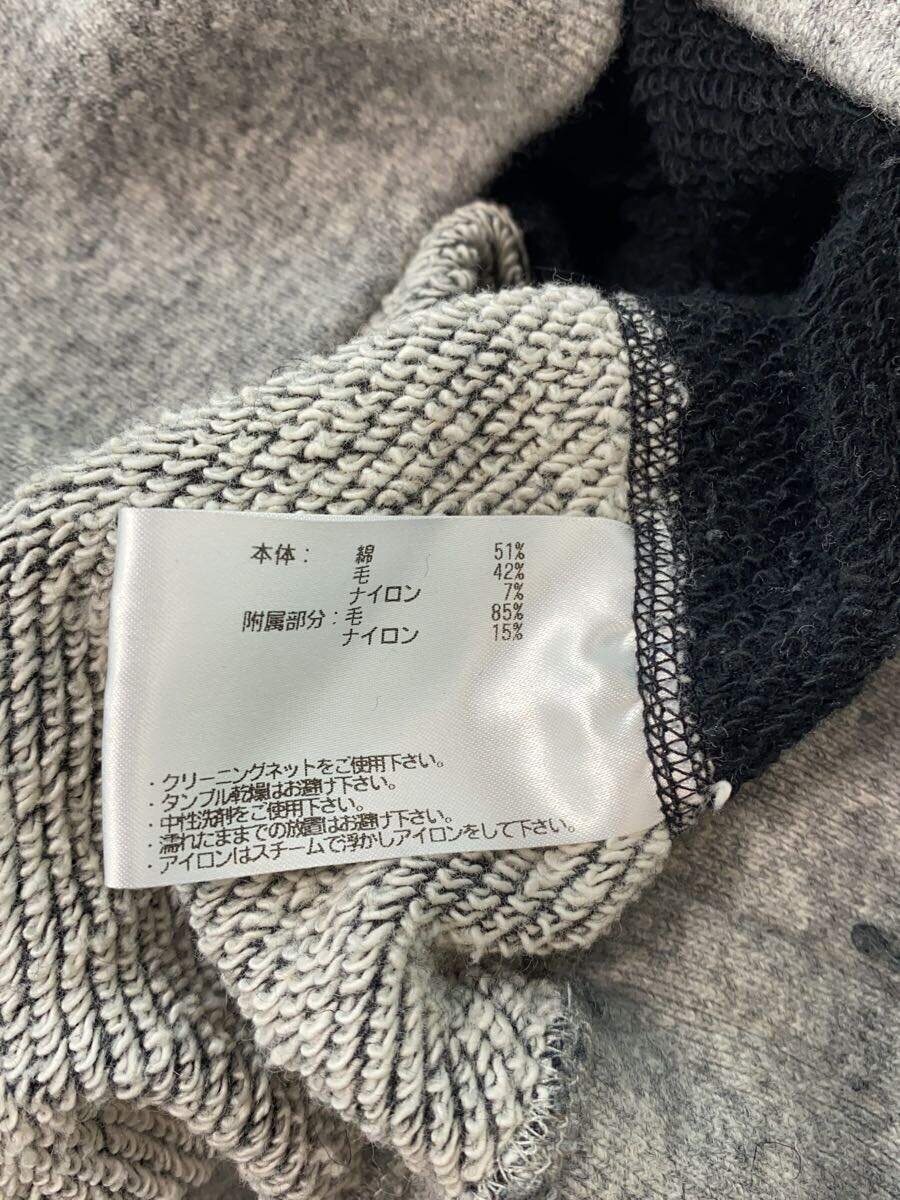 本体: 綿 51%
毛 42%
ナイロン 7%
附属部分:毛 85%
ナイロン 15%
・クリーニングネットをご使用下さい。
・タンブル乾燥はお避け下さい。
・中性洗剤をご使用下さい。
・濡れたままでの放置はお避け下さい。
・アイロンはスチームで浮かしアイロンをして下さい。